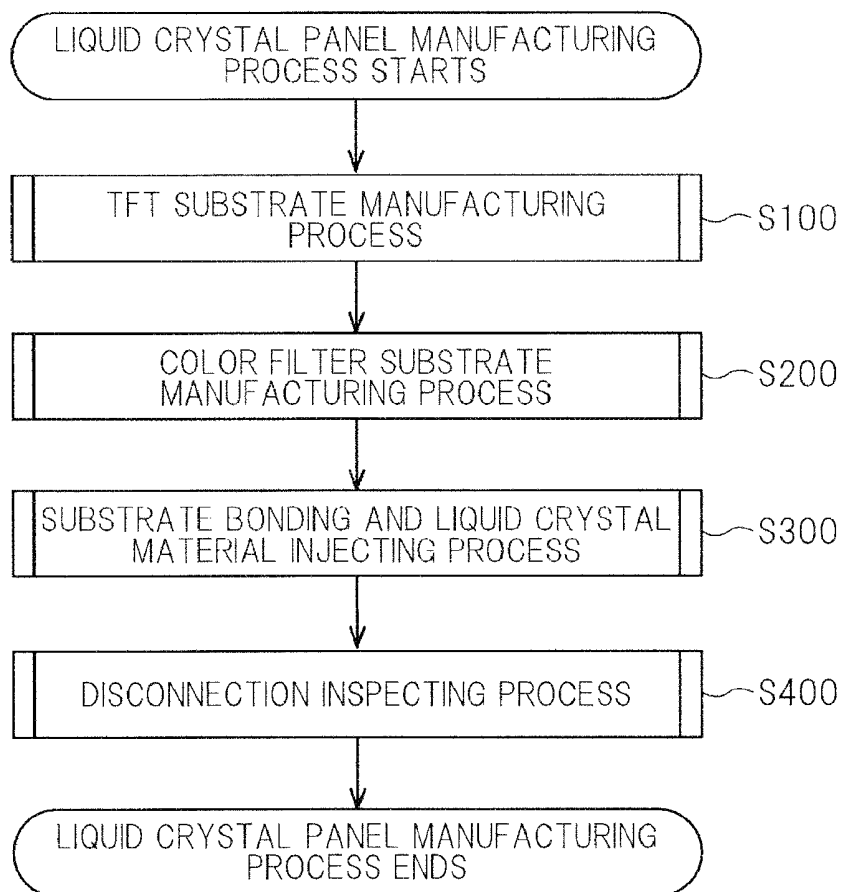 LIQUID CRYSTAL PANEL MANUFACTURING
PROCESS STARTS
TFT SUBSTRATE MANUFACTURING
PROCESS
S100
COLOR FILTER SUBSTRATE
MANUFACTURING PROCESS
S200
SUBSTRATE BONDING AND LIQUID CRYSTAL
MATERIAL INJECTING PROCESS
S300
DISCONNECTION INSPECTING PROCESS
S400
LIQUID CRYSTAL PANEL MANUFACTURING
PROCESS ENDS